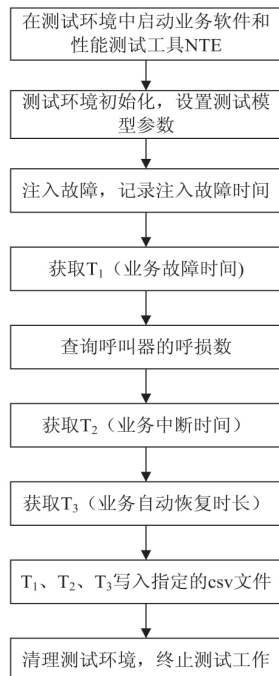 在测试环境中启动业务软件和
性能测试工具NTE
测试环境初始化，设置测试模
型参数
注入故障，记录注入故障时间
获取T₁（业务故障时间)
查询呼叫器的呼损数
获取T₂（业务中断时间）
获取T₃（业务自动恢复时长）
T₁、T₂、T₃写入指定的csv文件
清理测试环境，终止测试工作